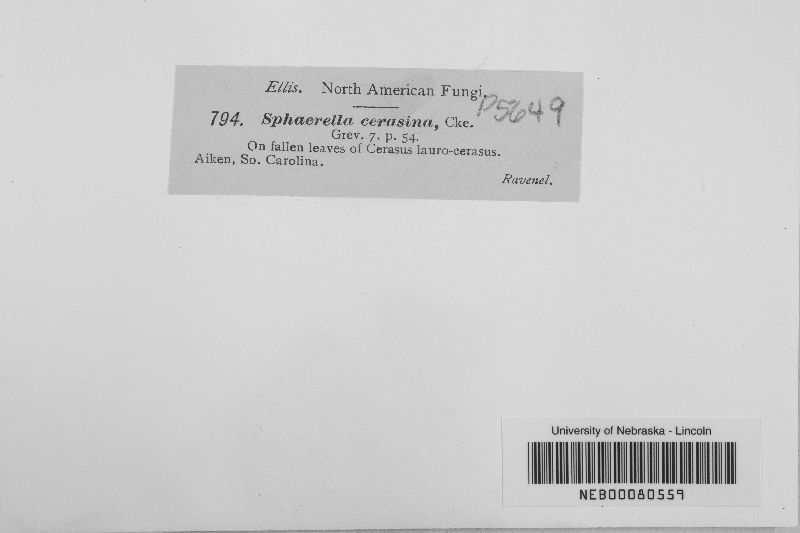 Ellis. North American Fungi.
P5649
794. Sphaerella cerasina, Cke.
Grev. 7. p. 54.
On fallen leaves of Cerasus lauro-cerasus.
Aiken, So. Carolina.
Ravenel.
University of Nebraska - Lincoln
NEB00080559